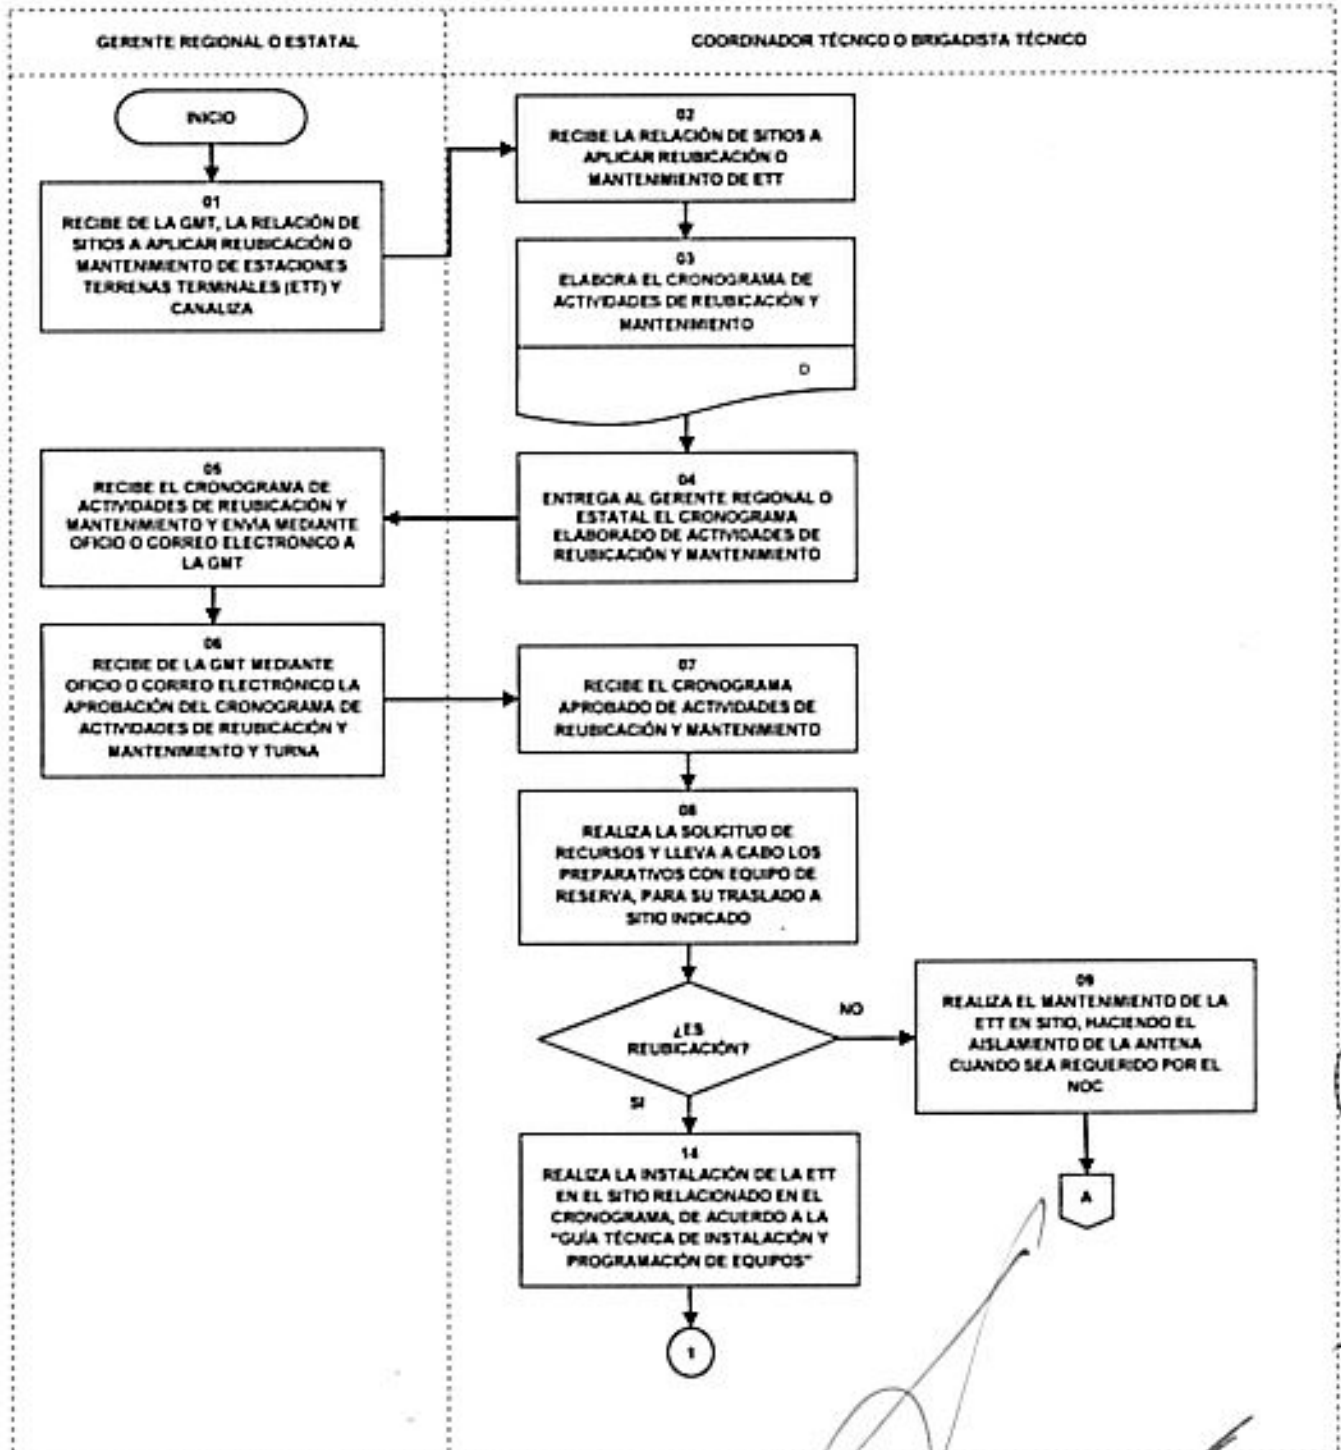 GERENTE REGIONAL O ESTATAL
COORDINADOR TÉCNICO O BRIGADISTA TÉCNICO
INICIO
01
RECIBE DE LA GMT, LA RELACIÓN DE
SITIOS A APLICAR REUBICACIÓN O
MANTENIMIENTO DE ESTACIONES
TERRENAS TERMINALES (ETT) Y
CANALIZA
02
RECIBE LA RELACIÓN DE SITIOS A
APLICAR REUBICACIÓN O
MANTENIMIENTO DE ETT
03
ELABORA EL CRONOGRAMA DE
ACTIVIDADES DE REUBICACIÓN Y
MANTENIMIENTO
D
04
ENTREGA AL GERENTE REGIONAL O
ESTATAL EL CRONOGRAMA
ELABORADO DE ACTIVIDADES DE
REUBICACIÓN Y MANTENIMIENTO
05
RECIBE EL CRONOGRAMA DE
ACTIVIDADES DE REUBICACIÓN Y
MANTENIMIENTO Y ENVÍA MEDIANTE
OFICIO O CORREO ELECTRÓNICO A
LA GMT
06
RECIBE DE LA GMT MEDIANTE
OFICIO O CORREO ELECTRÓNICO LA
APROBACIÓN DEL CRONOGRAMA DE
ACTIVIDADES DE REUBICACIÓN Y
MANTENIMIENTO Y TURNA
07
RECIBE EL CRONOGRAMA
APROBADO DE ACTIVIDADES DE
REUBICACIÓN Y MANTENIMIENTO
08
REALIZA LA SOLICITUD DE
RECURSOS Y LLEVA A CABO LOS
PREPARATIVOS CON EQUIPO DE
RESERVA, PARA SU TRASLADO A
SITIO INDICADO
¿ES
REUBICACIÓN?
NO
SI
09
REALIZA EL MANTENIMIENTO DE LA
ETT EN SITIO, HACIENDO EL
AISLAMIENTO DE LA ANTENA
CUANDO SEA REQUERIDO POR EL
NOC
A
14
REALIZA LA INSTALACIÓN DE LA ETT
EN EL SITIO RELACIONADO EN EL
CRONOGRAMA, DE ACUERDO A LA
"GUÍA TÉCNICA DE INSTALACIÓN Y
PROGRAMACIÓN DE EQUIPOS"
1